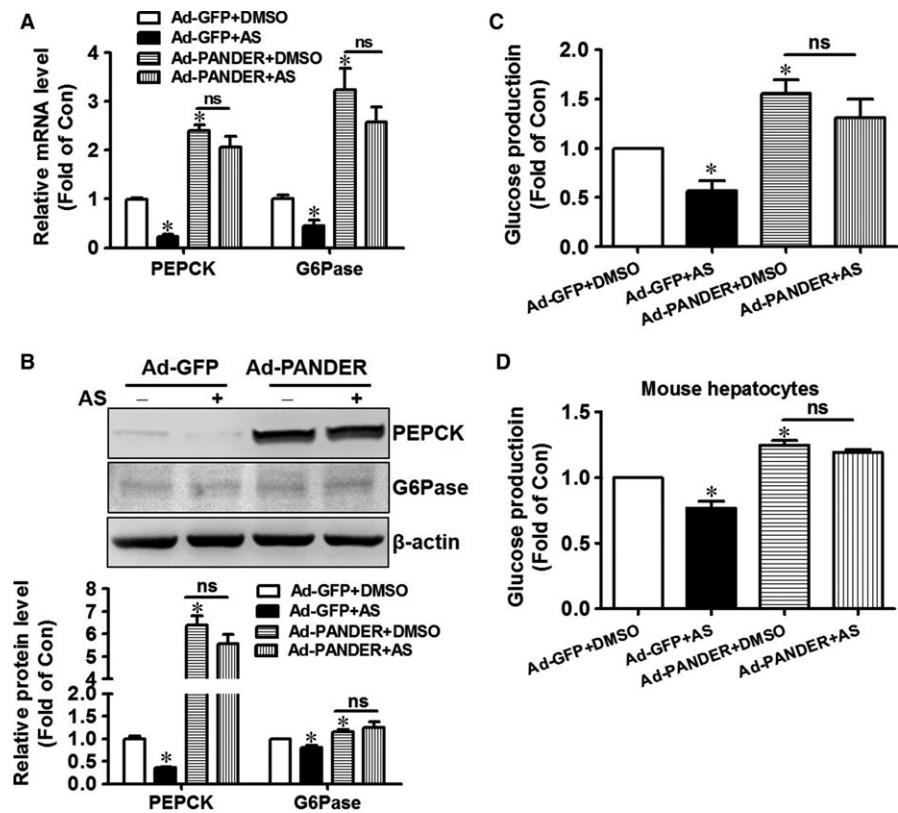 A
Ad-GFP+DMSO
Ad-GFP+AS
Ad-PANDER+DMSO
Ad-PANDER+AS
Relative mRNA level
(Fold of Con)
4
3
2
1
0
*
*
ns
*
*
ns
PEPCK
G6Pase
B
Ad-GFP
Ad-PANDER
AS
– + – +
PEPCK
G6Pase
β-actin
Ad-GFP+DMSO
Ad-GFP+AS
Ad-PANDER+DMSO
Ad-PANDER+AS
Relative protein level
(Fold of Con)
8
7
6
5
4
2.0
1.5
1.0
0.5
0.0
*
*
ns
*
*
ns
PEPCK
G6Pase
C
Glucose productioin
(Fold of Con)
2.0
1.5
1.0
0.5
0.0
*
*
ns
Ad-GFP+DMSO
Ad-GFP+AS
Ad-PANDER+DMSO
Ad-PANDER+AS
D
Mouse hepatocytes
Glucose productioin
(Fold of Con)
1.5
1.0
0.5
0.0
*
*
ns
Ad-GFP+DMSO
Ad-GFP+AS
Ad-PANDER+DMSO
Ad-PANDER+AS